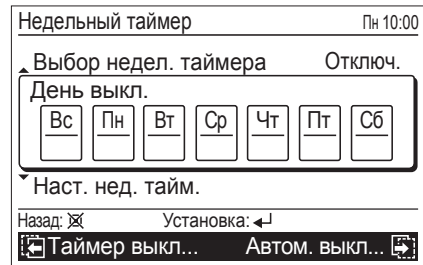 Недельный таймер Пн 10:00
Выбор недел. таймера Отключ.
День выкл.
Вс Пн Вт Ср Чт Пт Сб
Наст. нед. тайм.
Назад: Установка:
Таймер выкл... Автом. выкл...